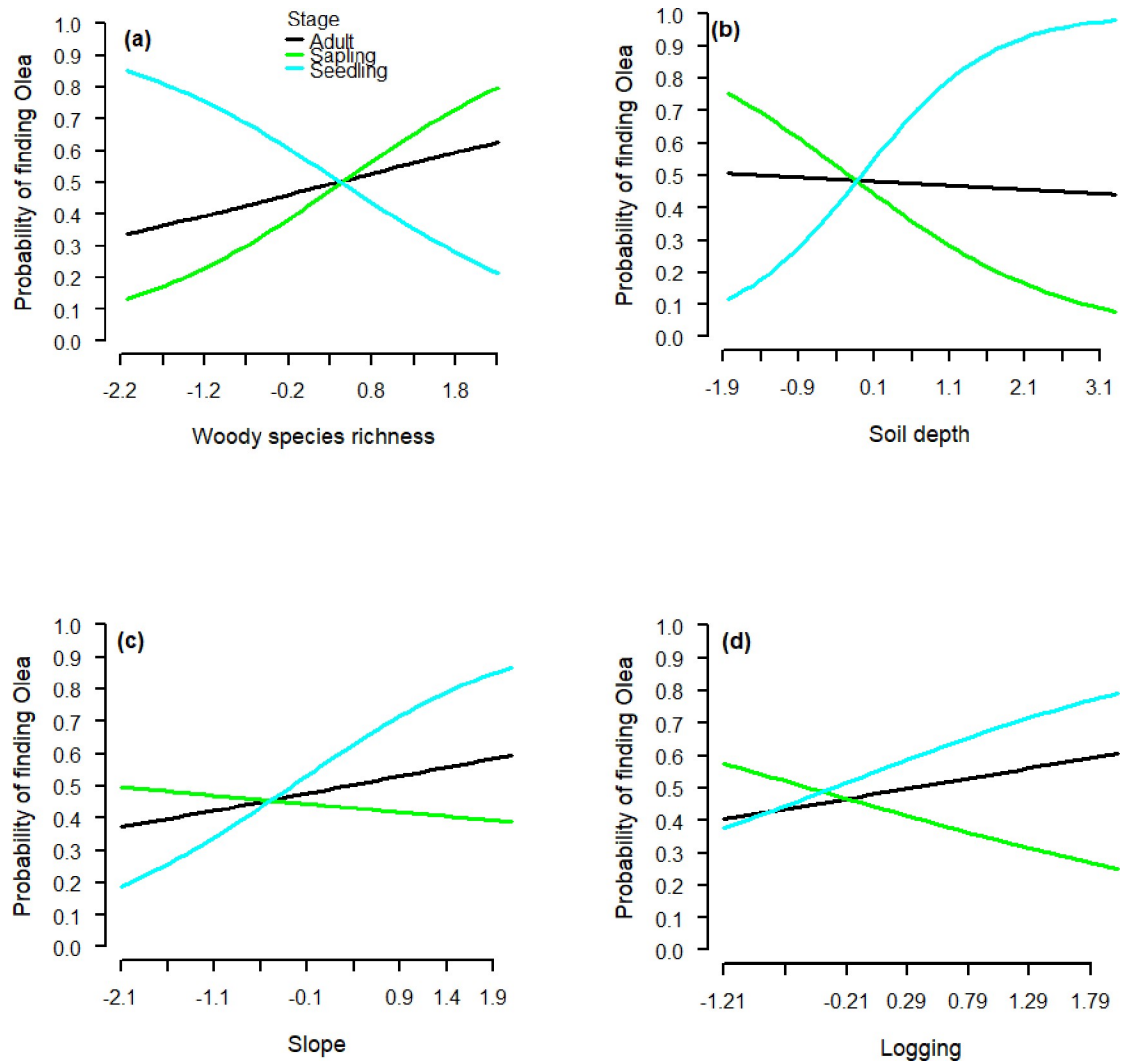 (a)
Stage
Adult
Sapling
Seedling
Probability of finding Olea
1.0
0.9
0.8
0.7
0.6
0.5
0.4
0.3
0.2
0.1
0.0
-2.2 -1.2 -0.2 0.8 1.8
Woody species richness
(b)
Probability of finding Olea
1.0
0.9
0.8
0.7
0.6
0.5
0.4
0.3
0.2
0.1
0.0
-1.9 -0.9 0.1 1.1 2.1 3.1
Soil depth
(c)
Probability of finding Olea
1.0
0.9
0.8
0.7
0.6
0.5
0.4
0.3
0.2
0.1
0.0
-2.1 -1.1 -0.1 0.9 1.4 1.9
Slope
(d)
Probability of finding Olea
1.0
0.9
0.8
0.7
0.6
0.5
0.4
0.3
0.2
0.1
0.0
-1.21 -0.21 0.29 0.79 1.29 1.79
Logging